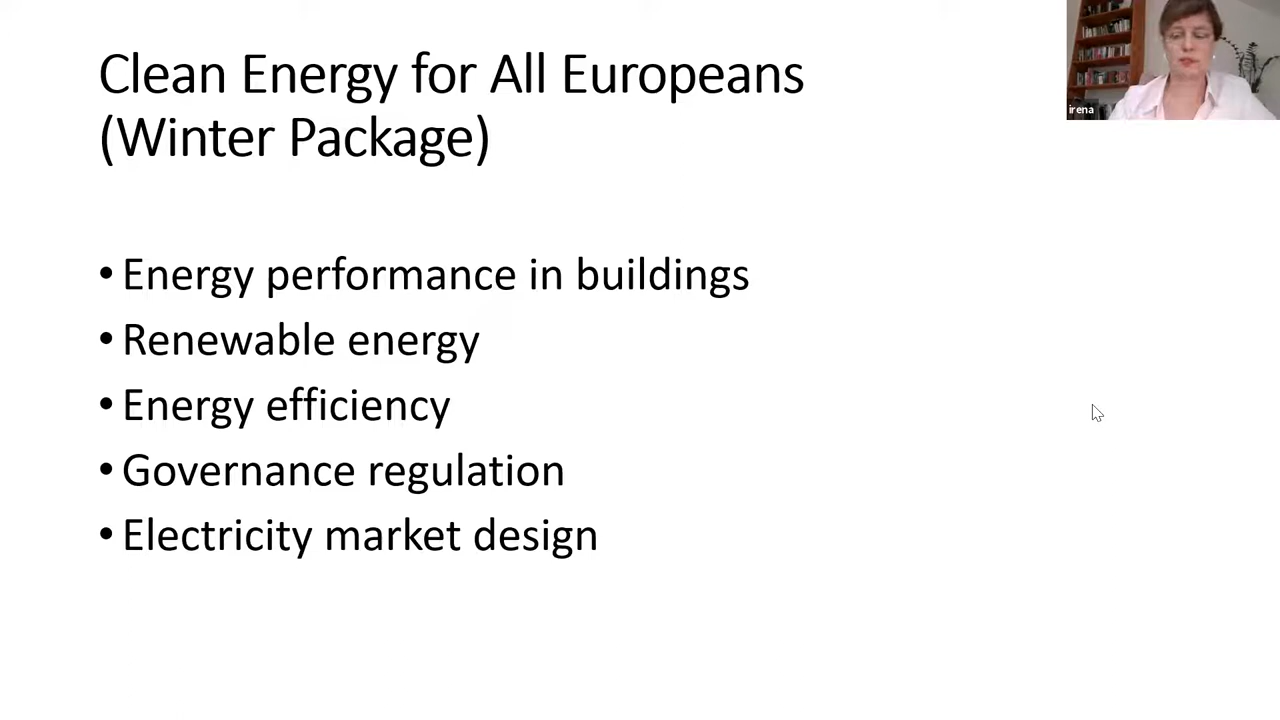 Clean Energy for All Europeans
(Winter Package)
irena
• Energy performance in buildings
• Renewable energy
• Energy efficiency
• Governance regulation
• Electricity market design